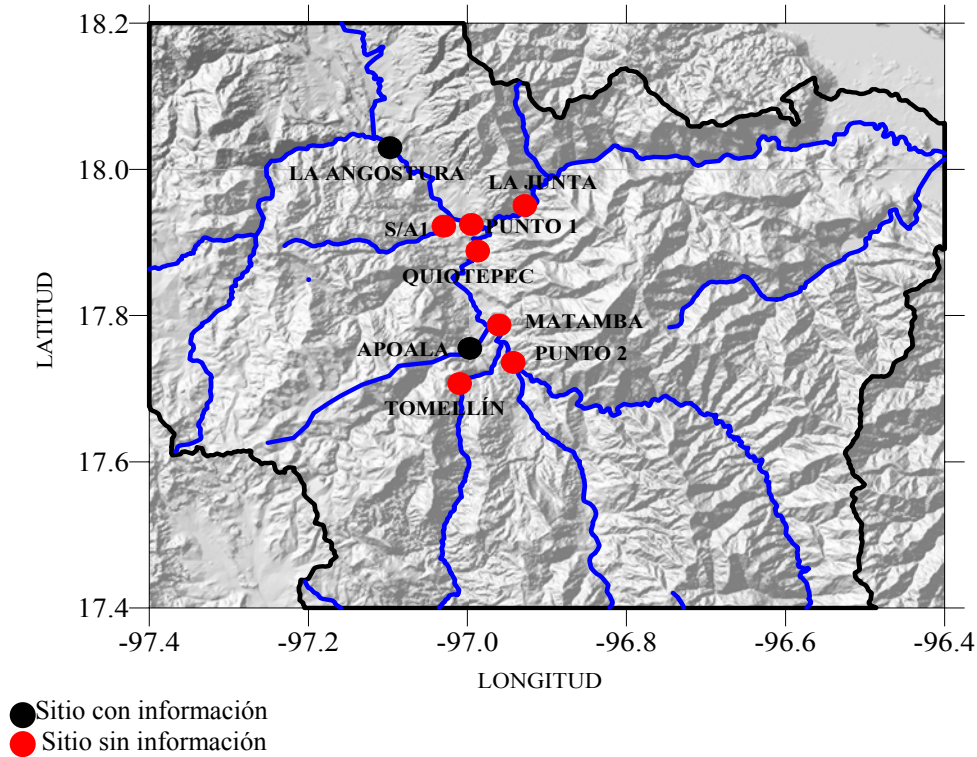 18.2
18.0
17.8
17.6
17.4
LATITUD
LA ANGOSTURA
LA JUNTA
S/A1
PUNTO 1
QUIOTEPEC
MATAMBA
APOALA
PUNTO 2
TOMELLÍN
-97.4 -97.2 -97.0 -96.8 -96.6 -96.4
LONGITUD
Sitio con información
Sitio sin información